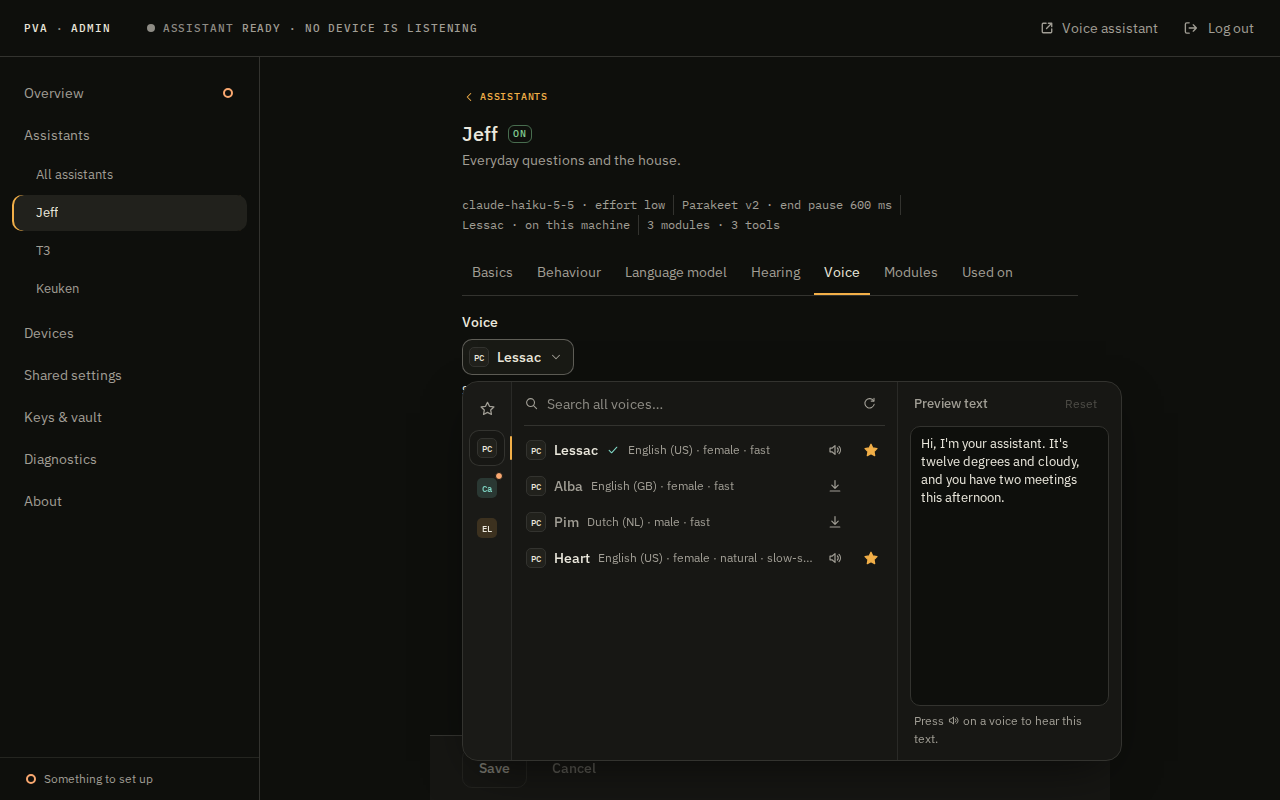 PVA · ADMIN
ASSISTANT READY · NO DEVICE IS LISTENING
Voice assistant
Log out
Overview
Assistants
All assistants
Jeff
T3
Keuken
Devices
Shared settings
Keys & vault
Diagnostics
About
Something to set up
ASSISTANTS
Jeff ON
Everyday questions and the house.
claude-haiku-5-5 · effort low
Parakeet v2 · end pause 600 ms
Lessac · on this machine
3 modules · 3 tools
Basics
Behaviour
Language model
Hearing
Voice
Modules
Used on
Voice
PC Lessac
Search all voices...
PC
Ca
EL
PC Lessac English (US) · female · fast
PC Alba English (GB) · female · fast
PC Pim Dutch (NL) · male · fast
PC Heart English (US) · female · natural · slow-s...
Preview text
Reset
Hi, I'm your assistant. It's
twelve degrees and cloudy,
and you have two meetings
this afternoon.
Press on a voice to hear this
text.
Save
Cancel